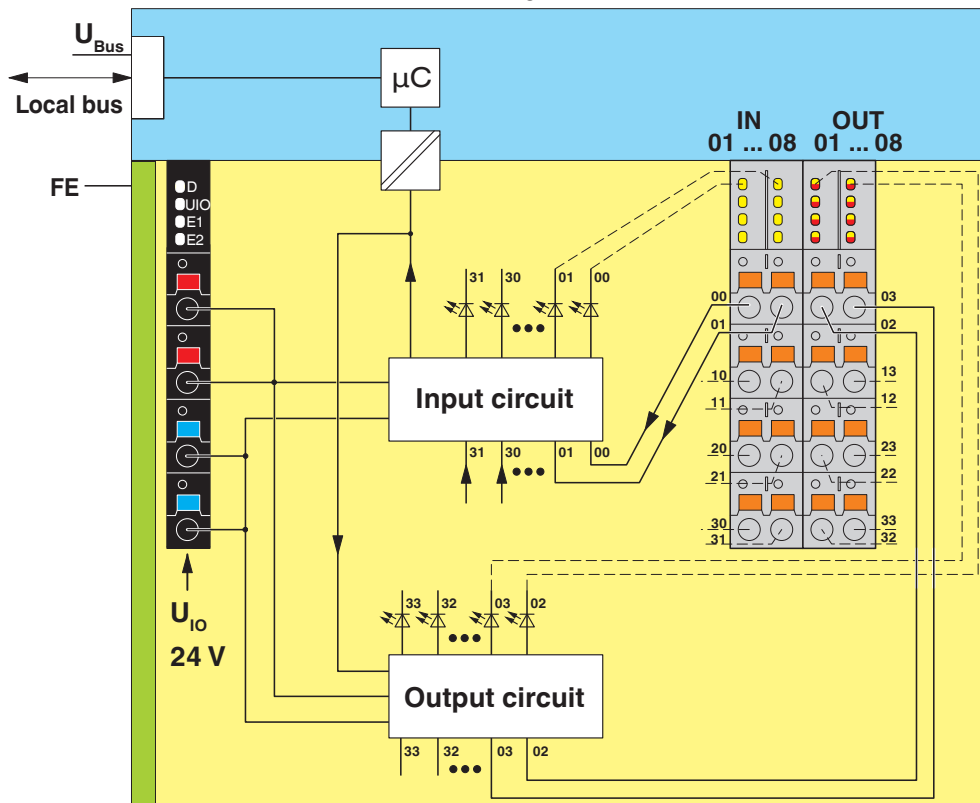 U Bus
Local bus
µC
IN OUT
01 ... 08 01 ... 08
FE
D
UIO
E1
E2
31 30 01 00
00 03
01 02
Input circuit
10 13
11 12
31 30 01 00
20 23
21 22
30 33
31 32
U IO
24 V
33 32 03 02
Output circuit
33 32 03 02